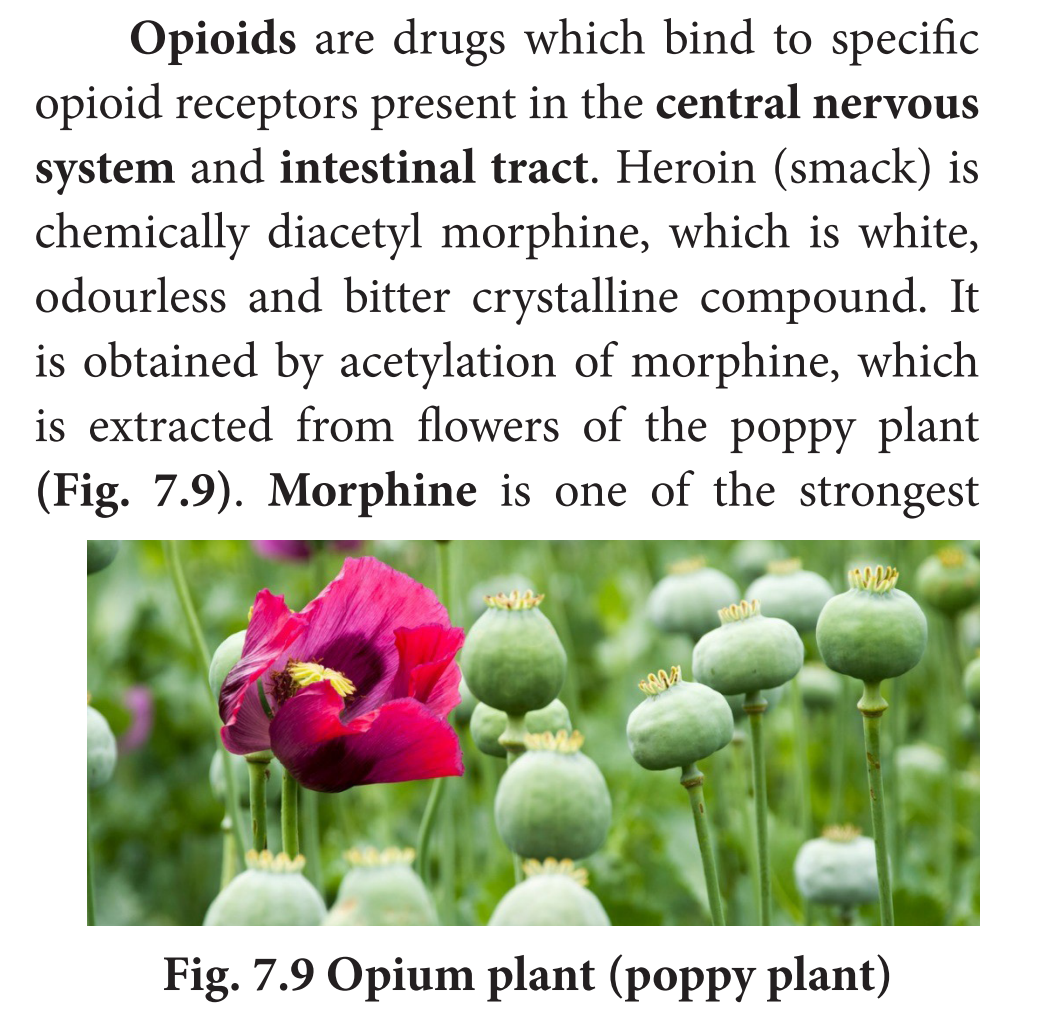 Opioids are drugs which bind to specific
opioid receptors present in the central nervous
system and intestinal tract. Heroin (smack) is
chemically diacetyl morphine, which is white,
odourless and bitter crystalline compound. It
is obtained by acetylation of morphine, which
is extracted from flowers of the poppy plant
(Fig. 7.9). Morphine is one of the strongest
Fig. 7.9 Opium plant (poppy plant)